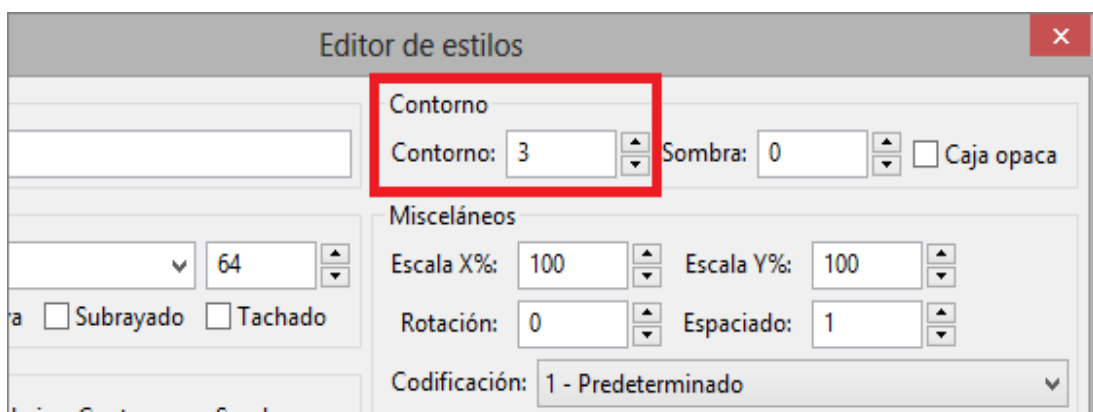 Editor de estilos
Contorno
Contorno: 3 Sombra: 0 Caja opaca
Misceláneos
64 Escala X%: 100 Escala Y%: 100
Subrayado Tachado Rotación: 0 Espaciado: 1
Codificación: 1 - Predeterminado